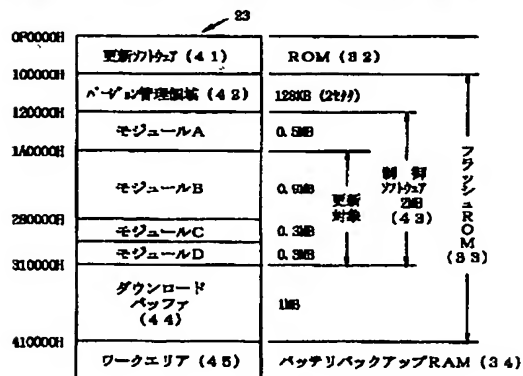 23
0F0000H
更新ソフトウェア (41)
ROM (32)
100000H
バージョン管理領域 (42)
128KB (2セクタ)
120000H
モジュールA
0.5MB
1A0000H
モジュールB
0.9MB
280000H
モジュールC
0.3MB
モジュールD
0.3MB
310000H
更新
対象
制御
ソフトウェア
2MB
(43)
フラッシュROM
(33)
ダウンロード
バッファ
(44)
1MB
410000H
ワークエリア (45)
バッテリバックアップRAM (34)